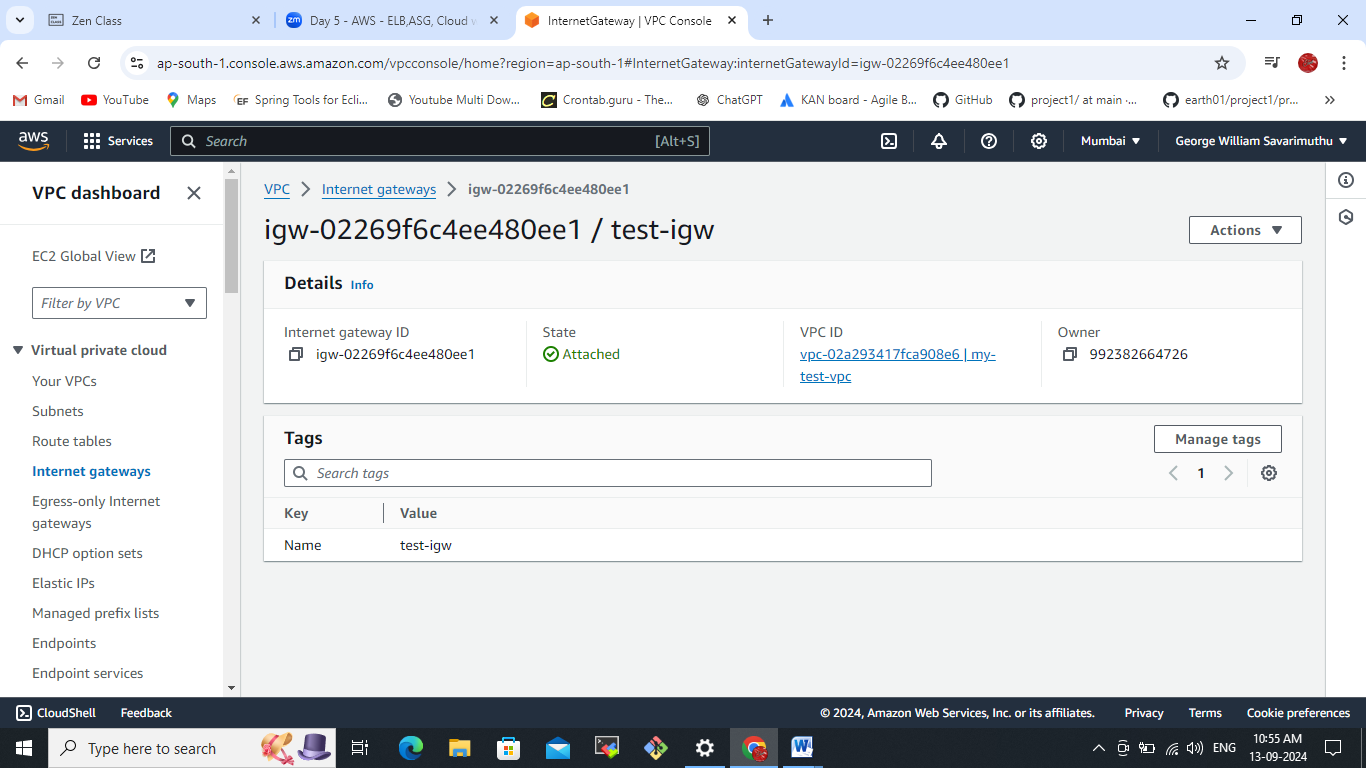 Zen Class
Day 5 - AWS - ELB,ASG, Cloud w
InternetGateway | VPC Console
ap-south-1.console.aws.amazon.com/vpcconsole/home?region=ap-south-1#InternetGateway:internetGatewayId=igw-02269f6c4ee480ee1
Gmail YouTube Maps Spring Tools for Ecli... Youtube Multi Dow... Crontab.guru - The... ChatGPT KAN board - Agile B... GitHub project1/ at main ·... earth01/project1/pr...
aws Services Search [Alt+S] Mumbai George William Savarimuthu
VPC dashboard
EC2 Global View
Filter by VPC
Virtual private cloud
Your VPCs
Subnets
Route tables
Internet gateways
Egress-only Internet
gateways
DHCP option sets
Elastic IPs
Managed prefix lists
Endpoints
Endpoint services
VPC Internet gateways igw-02269f6c4ee480ee1
igw-02269f6c4ee480ee1 / test-igw
Actions
Details Info
Internet gateway ID
igw-02269f6c4ee480ee1
State
Attached
VPC ID
vpc-02a293417fca908e6 | my-
test-vpc
Owner
992382664726
Tags
Manage tags
Search tags
1
Key Value
Name test-igw
CloudShell Feedback © 2024, Amazon Web Services, Inc. or its affiliates. Privacy Terms Cookie preferences
Type here to search
ENG
10:55 AM
13-09-2024